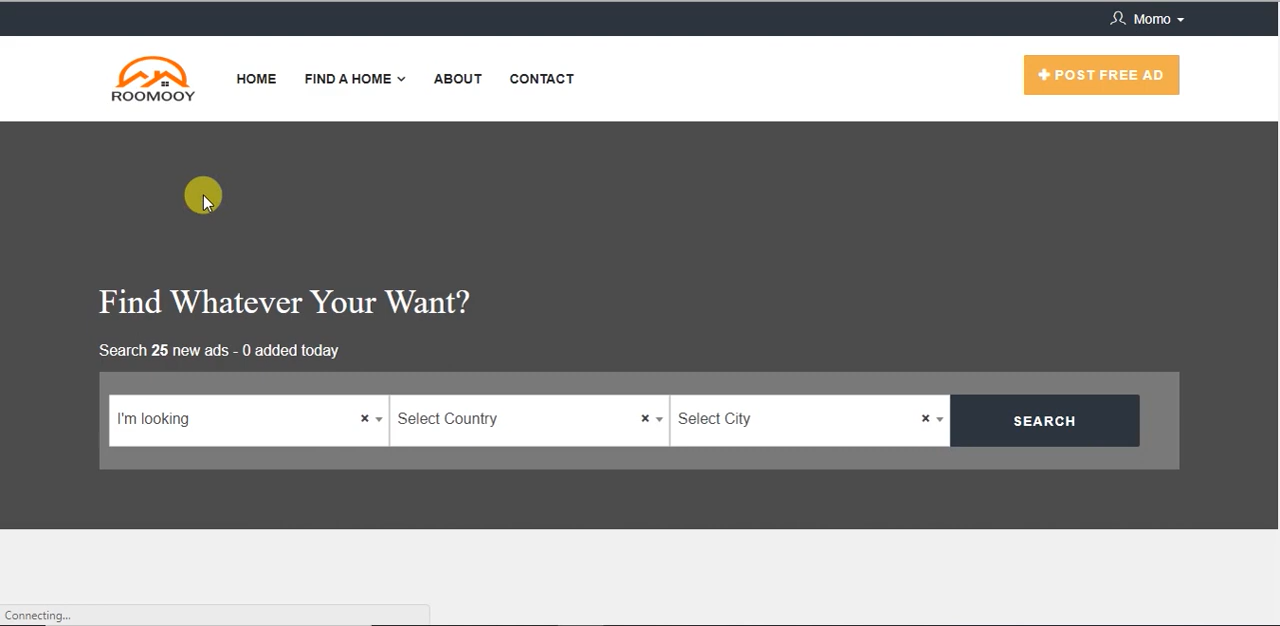 Momo
ROOMOOY
HOME FIND A HOME ABOUT CONTACT
POST FREE AD
Find Whatever Your Want?
Search 25 new ads - 0 added today
I'm looking × Select Country × Select City × SEARCH
Connecting...